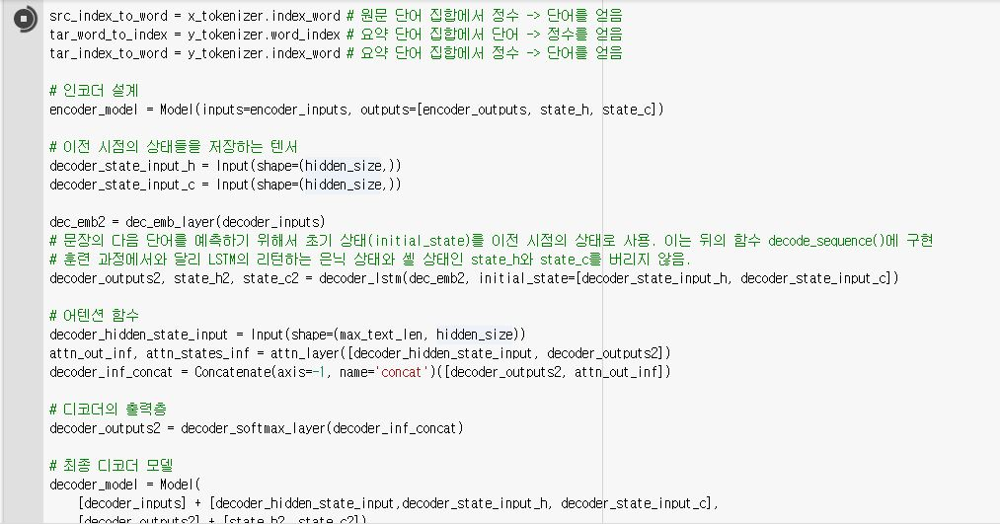 src_index_to_word = x_tokenizer.index_word # 원문 단어 집합에서 정수 -> 단어를 얻음
tar_word_to_index = y_tokenizer.word_index # 요약 단어 집합에서 단어 -> 정수를 얻음
tar_index_to_word = y_tokenizer.index_word # 요약 단어 집합에서 정수 -> 단어를 얻음
# 인코더 설계
encoder_model = Model(inputs=encoder_inputs, outputs=[encoder_outputs, state_h, state_c])
# 이전 시점의 상태들을 저장하는 텐서
decoder_state_input_h = Input(shape=(hidden_size,))
decoder_state_input_c = Input(shape=(hidden_size,))
dec_emb2 = dec_emb_layer(decoder_inputs)
# 문장의 다음 단어를 예측하기 위해서 초기 상태(initial_state)를 이전 시점의 상태로 사용. 이는 뒤의 함수 decode_sequence()에 구현
# 훈련 과정에서와 달리 LSTM의 리턴하는 은닉 상태와 셀 상태인 state_h와 state_c를 버리지 않음.
decoder_outputs2, state_h2, state_c2 = decoder_lstm(dec_emb2, initial_state=[decoder_state_input_h, decoder_state_input_c])
# 어텐션 함수
decoder_hidden_state_input = Input(shape=(max_text_len, hidden_size))
attn_out_inf, attn_states_inf = attn_layer([decoder_hidden_state_input, decoder_outputs2])
decoder_inf_concat = Concatenate(axis=-1, name='concat')([decoder_outputs2, attn_out_inf])
# 디코더의 출력층
decoder_outputs2 = decoder_softmax_layer(decoder_inf_concat)
# 최종 디코더 모델
decoder_model = Model(
[decoder_inputs] + [decoder_hidden_state_input,decoder_state_input_h, decoder_state_input_c],
[decoder_outputs2] + [state_h2, state_c2])